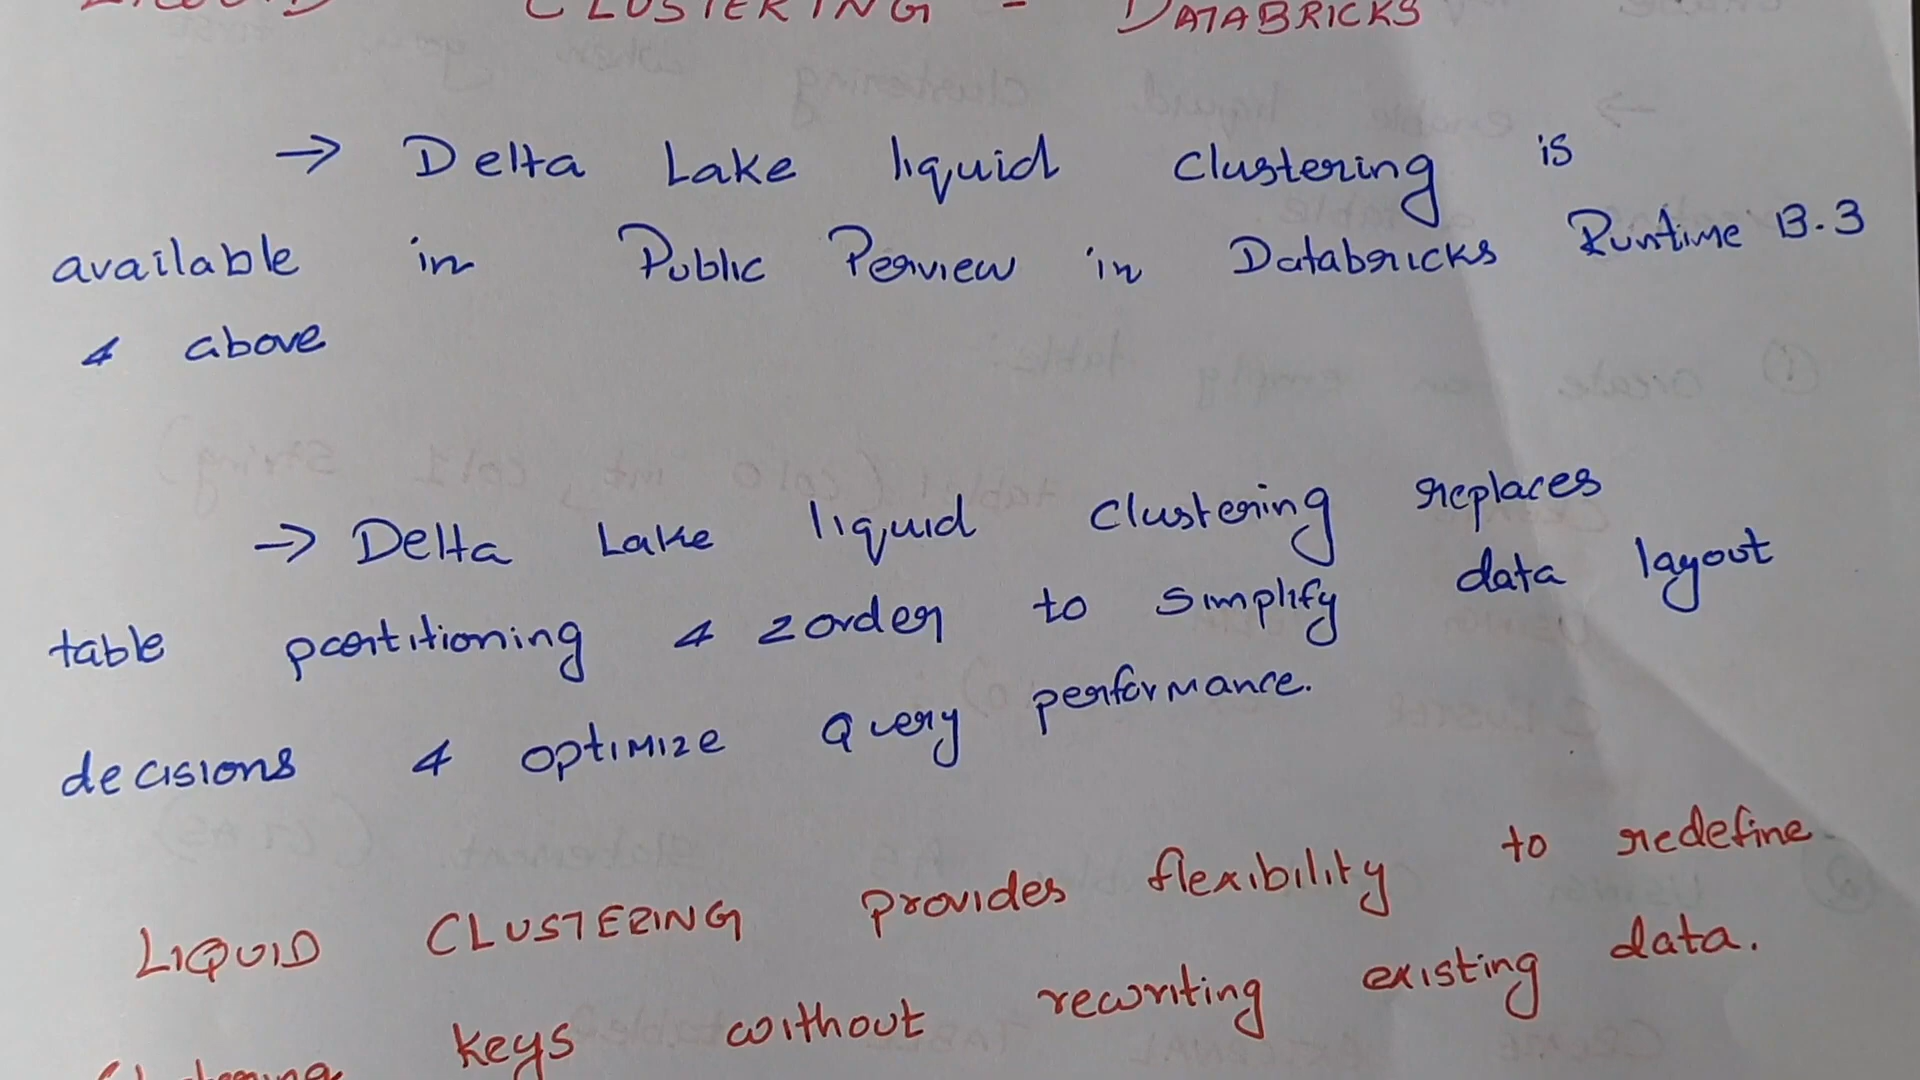 LIQUID CLUSTERING - DATABRICKS
→ Delta Lake liquid clustering is
available in Public Perview in Databricks Runtime 13.3
& above
→ Delta Lake liquid clustering replaces
table partitioning & zorder to simplify data layout
decisions & optimize Query performance.
LIQUID CLUSTERING provides flexibility to redefine
Clustering keys without rewriting existing data.